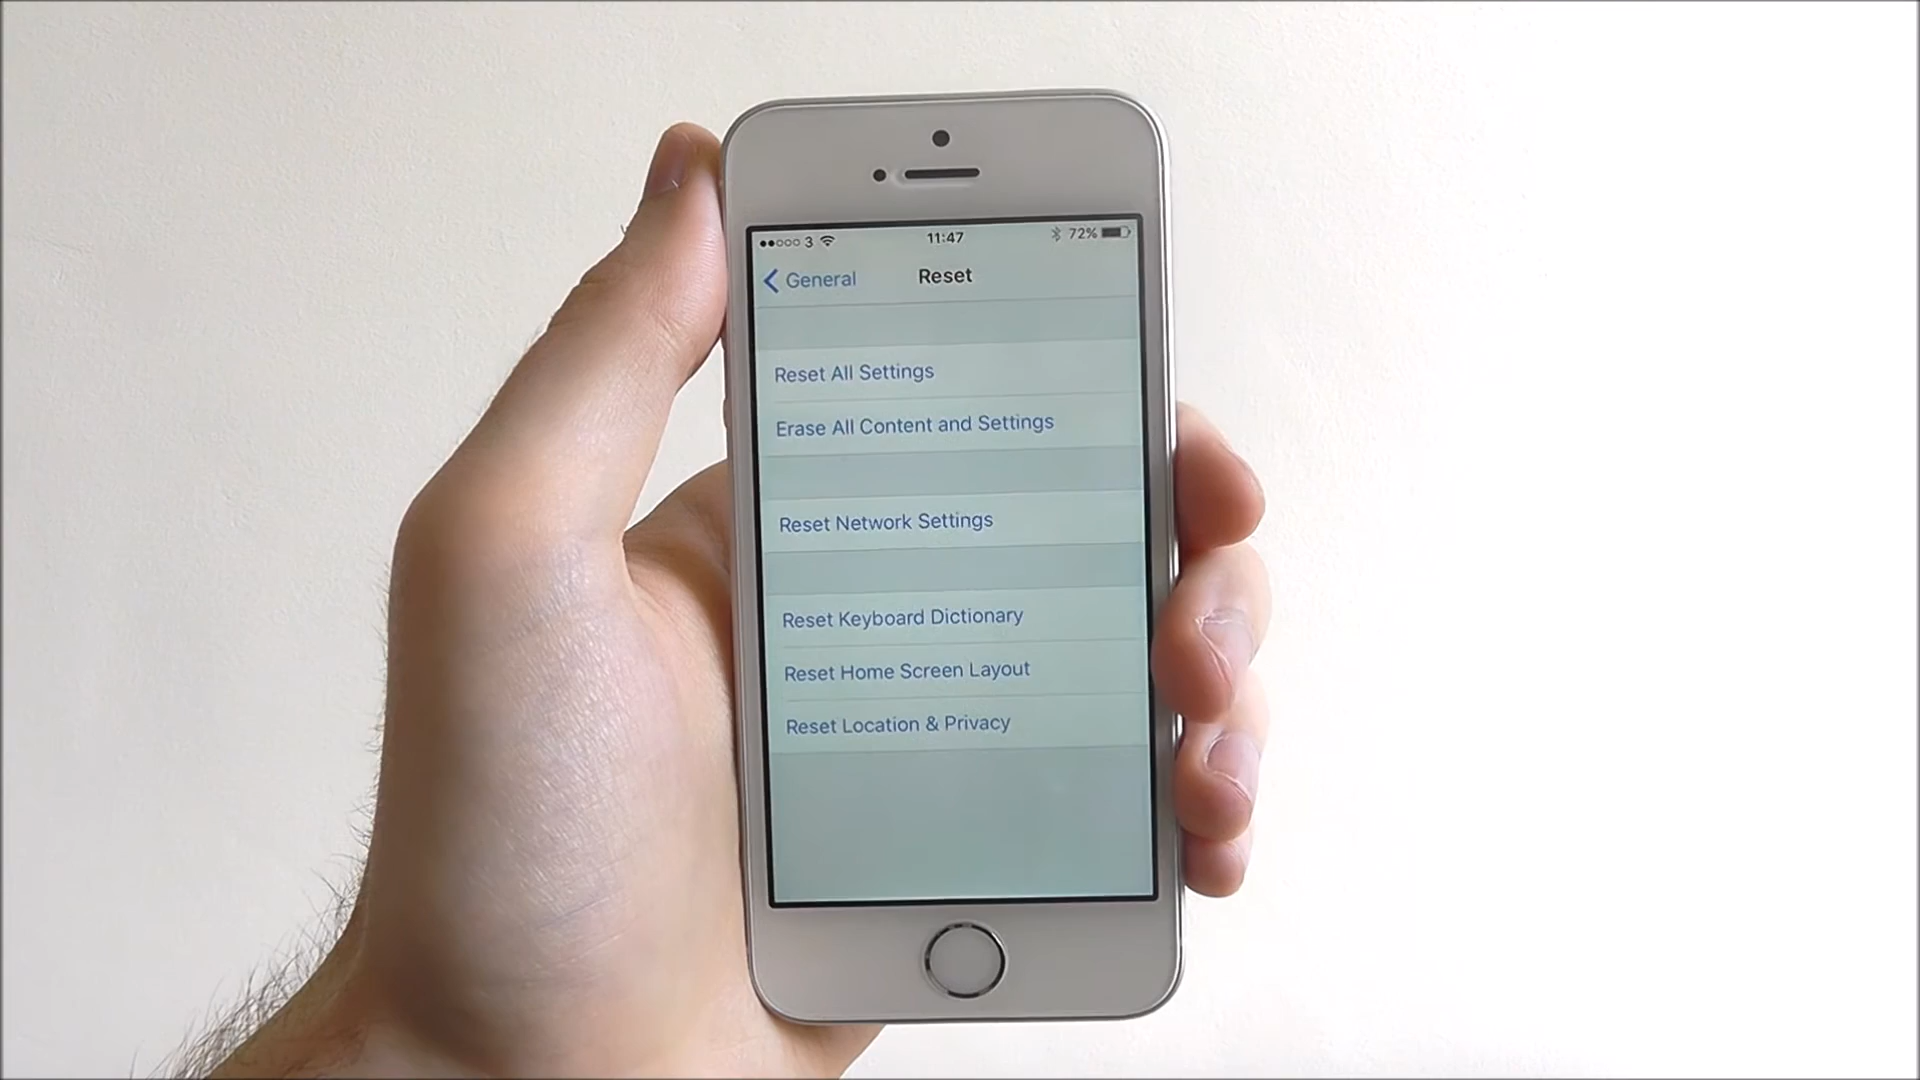 3 11:47 72%
General Reset
Reset All Settings
Erase All Content and Settings
Reset Network Settings
Reset Keyboard Dictionary
Reset Home Screen Layout
Reset Location & Privacy